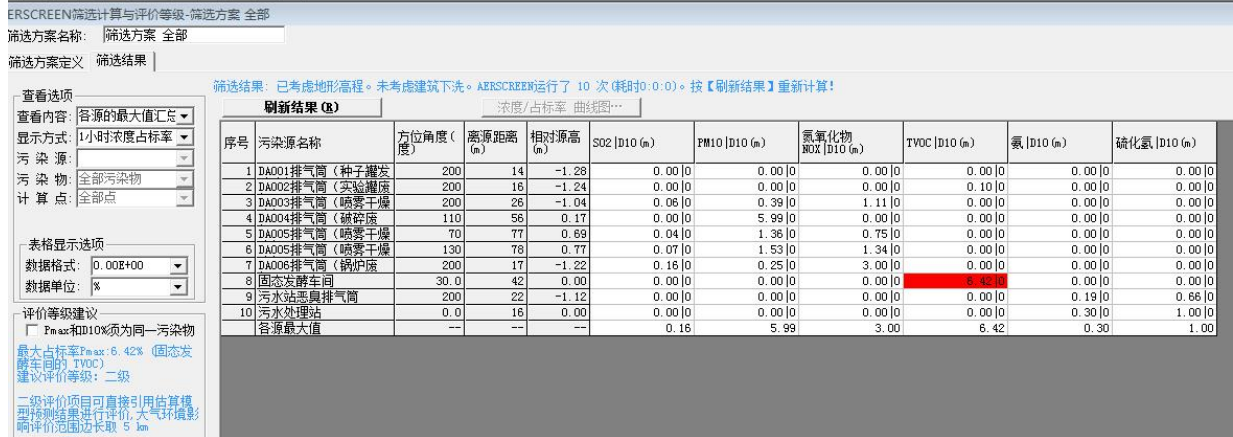 ERSCREEN筛选计算与评价等级-筛选方案 全部
筛选方案名称: 筛选方案 全部
筛选方案定义 筛选结果
筛选结果: 已考虑地形高程。未考虑建筑下洗。AERSCREEN运行了 10 次(耗时0:0:0)。按【刷新结果】重新计算!
刷新结果(R) 浓度/占标率 曲线图…
查看选项
查看内容: 各源的最大值汇总
显示方式: 1小时浓度占标率
污 染 源:
污 染 物: 全部污染物
计 算 点: 全部点
表格显示选项
数据格式: 0.00E+00
数据单位: %
评价等级建议
Pmax和D10%须为同一污染物
最大占标率Pmax:6.42% (固态发
酵车间的 TVOC)
建议评价等级: 二级
二级评价项目可直接引用估算模
型预测结果进行评价,大气环境影
响评价范围边长取 5 km
序号 污染源名称 方位角度(度) 离源距离(m) 相对源高(m) SO2|D10(m) PM10|D10(m) 氮氧化物NOX|D10(m) TVOC|D10(m) 氨|D10(m) 硫化氢|D10(m)
1 DA001排气筒(种子罐发 200 14 -1.28 0.00|0 0.00|0 0.00|0 0.00|0 0.00|0 0.00|0
2 DA002排气筒(实验罐废 200 16 -1.24 0.00|0 0.00|0 0.00|0 0.10|0 0.00|0 0.00|0
3 DA003排气筒(喷雾干燥 200 26 -1.04 0.06|0 0.39|0 1.11|0 0.00|0 0.00|0 0.00|0
4 DA004排气筒(破碎废 110 56 0.17 0.00|0 5.99|0 0.00|0 0.00|0 0.00|0 0.00|0
5 DA005排气筒(喷雾干燥 70 77 0.69 0.04|0 1.36|0 0.75|0 0.00|0 0.00|0 0.00|0
6 DA005排气筒(喷雾干燥 130 78 0.77 0.07|0 1.53|0 1.34|0 0.00|0 0.00|0 0.00|0
7 DA006排气筒(锅炉废 200 17 -1.22 0.16|0 0.25|0 3.00|0 0.00|0 0.00|0 0.00|0
8 固态发酵车间 30.0 42 0.00 0.00|0 0.00|0 0.00|0 6.42|0 0.00|0 0.00|0
9 污水站恶臭排气筒 200 22 -1.12 0.00|0 0.00|0 0.00|0 0.00|0 0.19|0 0.66|0
10 污水处理站 0.0 16 0.00 0.00|0 0.00|0 0.00|0 0.00|0 0.30|0 1.00|0
各源最大值 -- -- -- 0.16 5.99 3.00 6.42 0.30 1.00